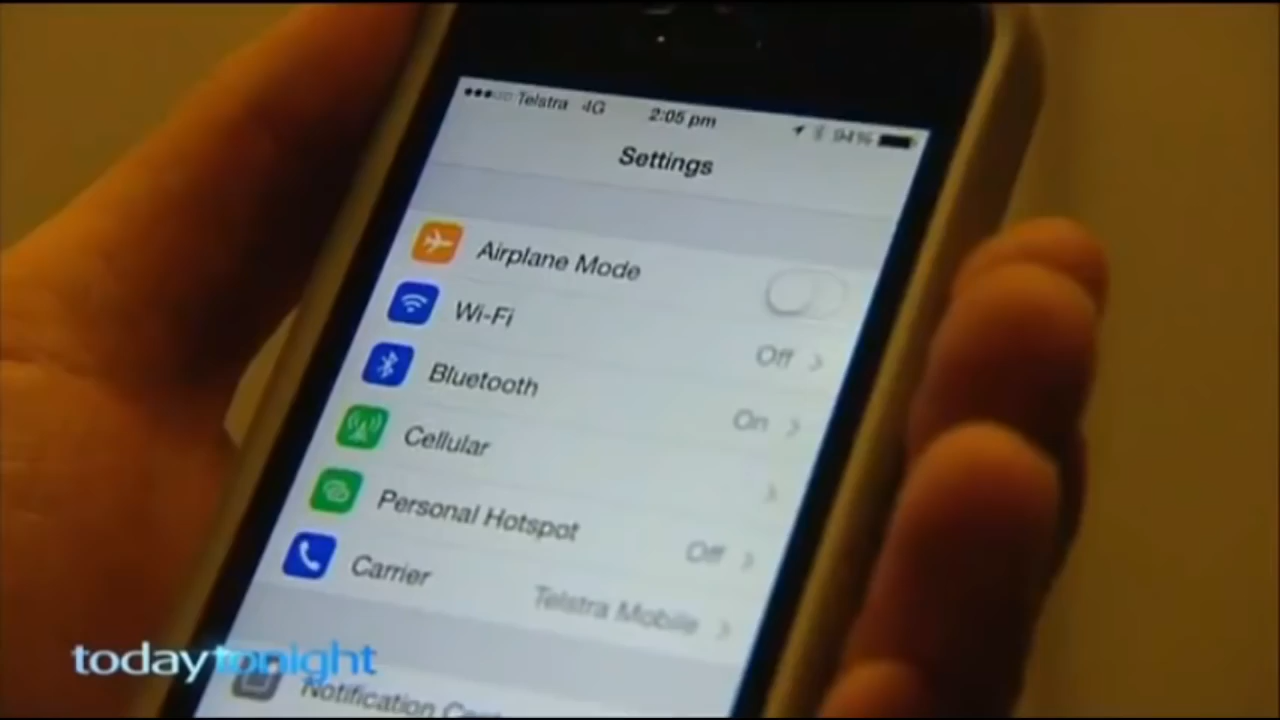 Telstra 4G 2:05 pm 94%
Settings
Airplane Mode
Wi-Fi Off
Bluetooth On
Cellular
Personal Hotspot Off
Carrier Telstra Mobile
Notification
todaytonight